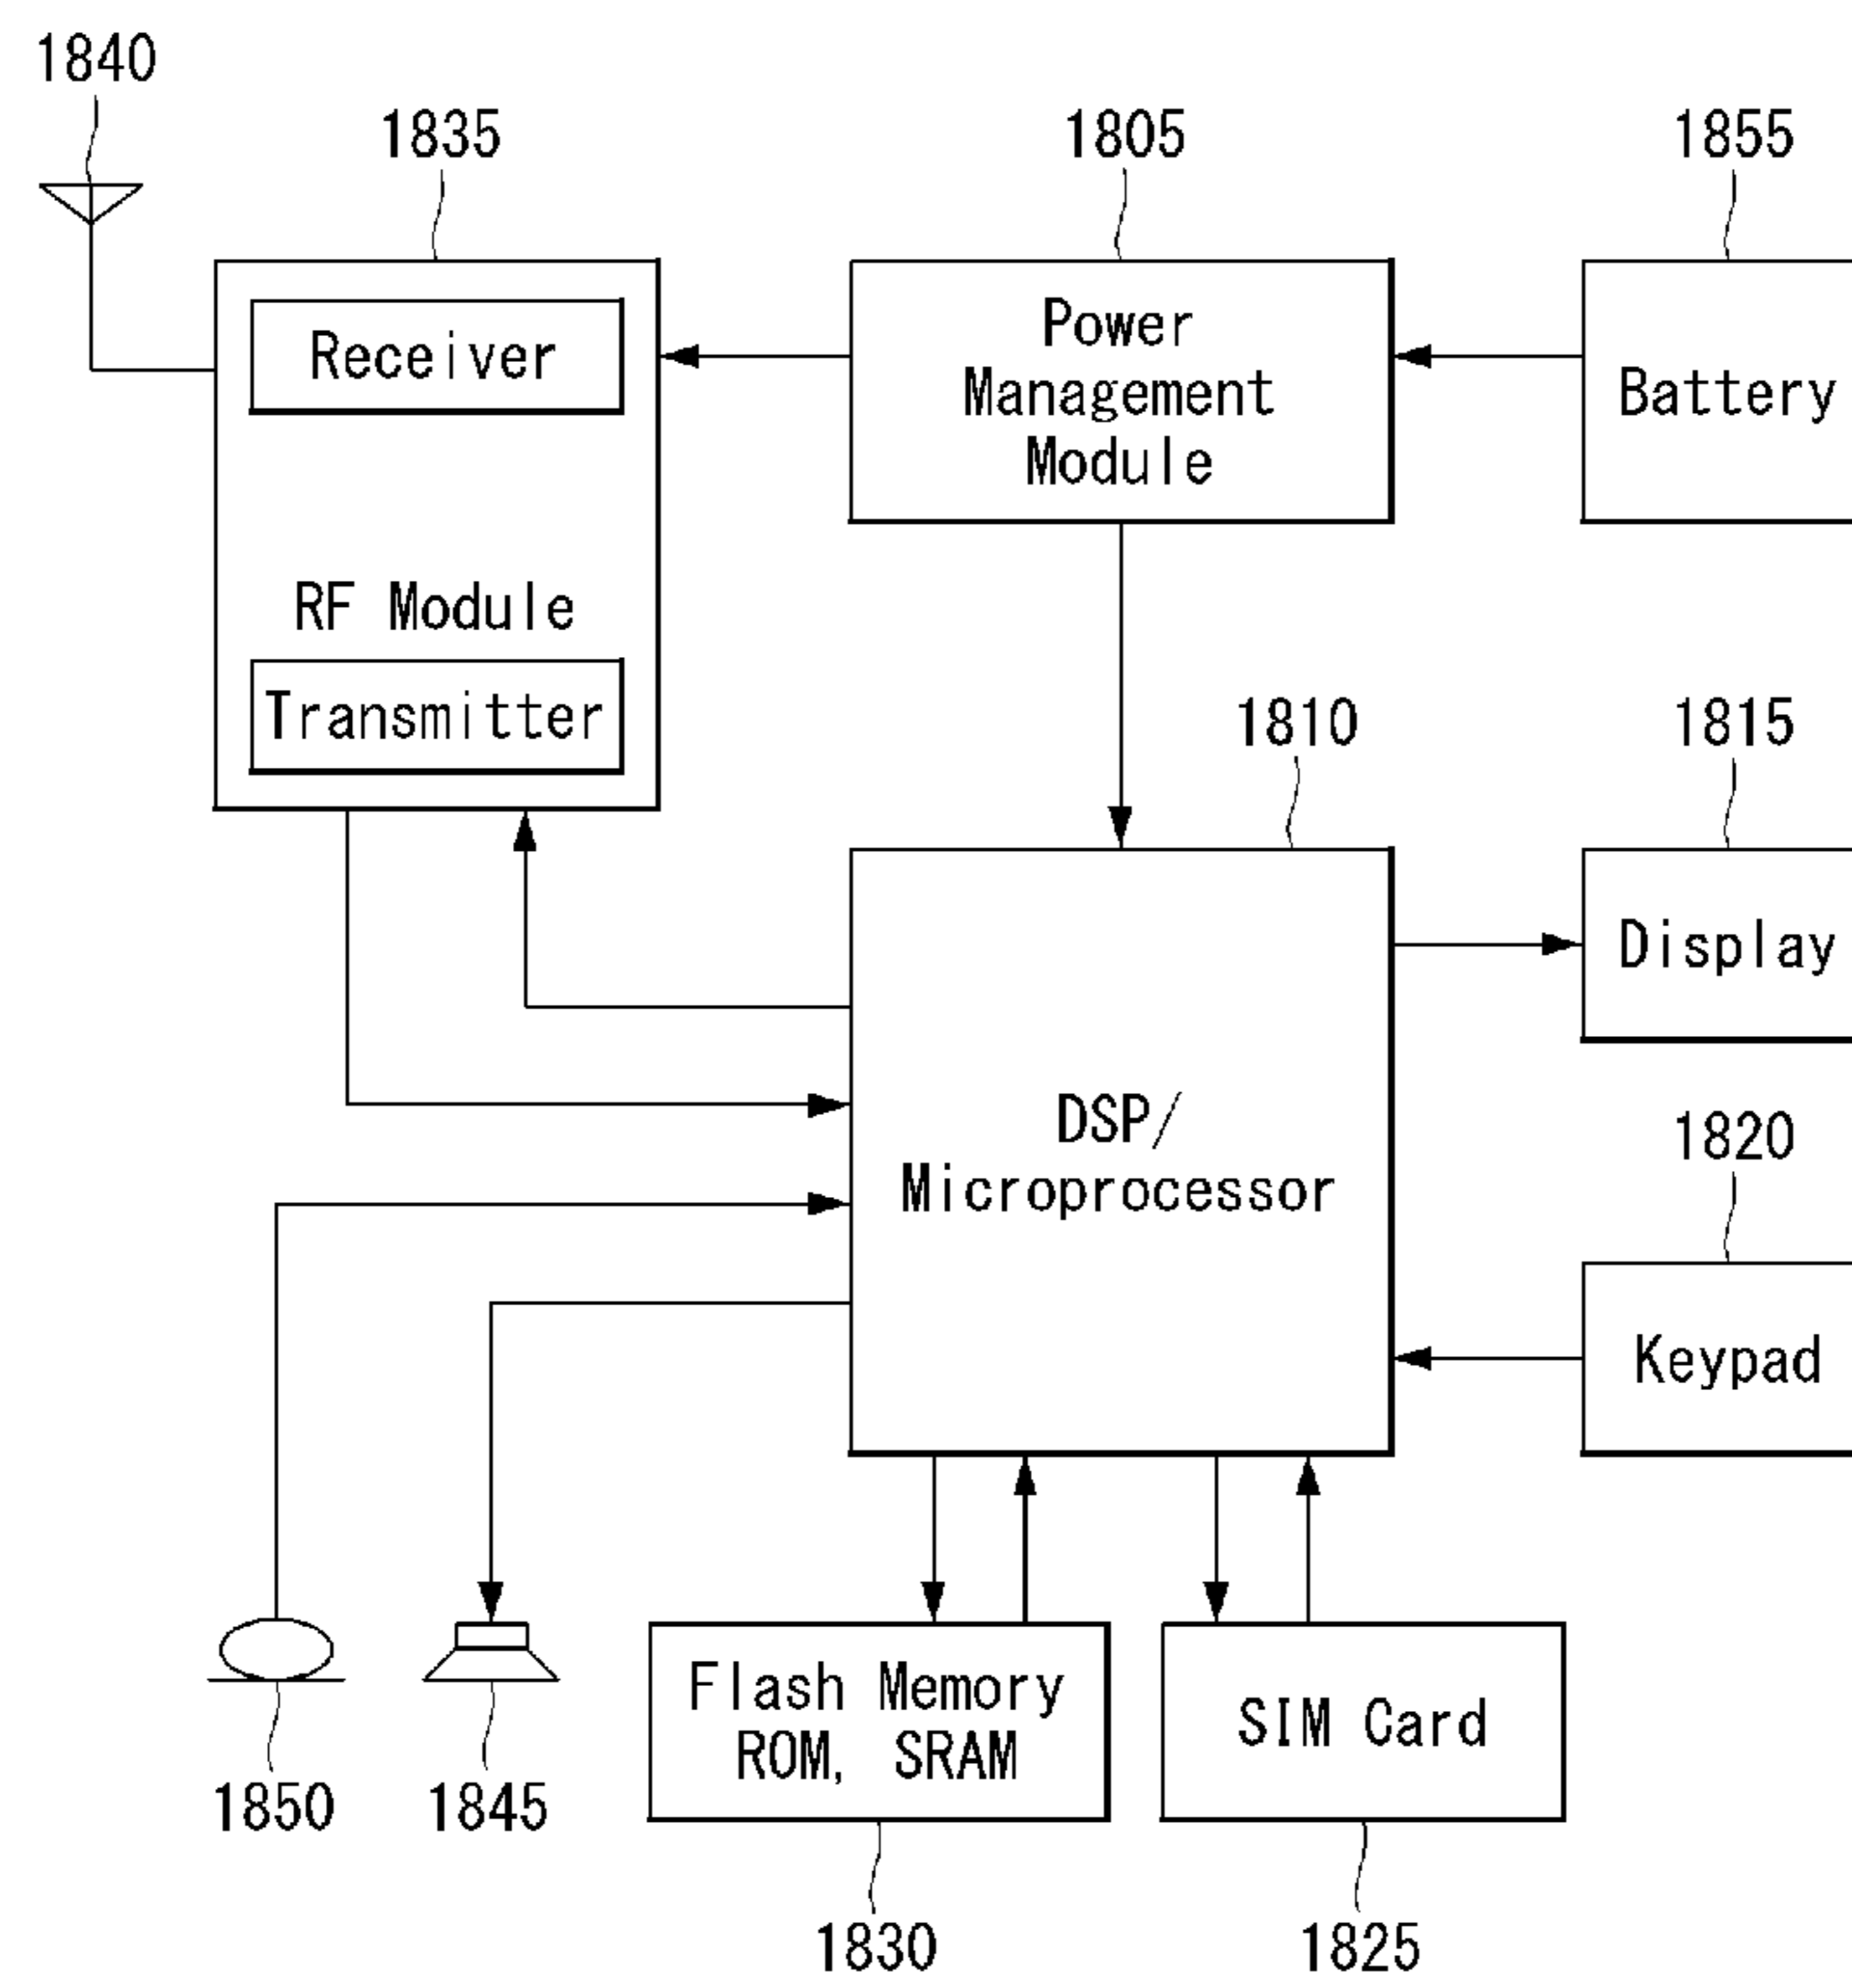 1840
1835
1805
1855
Receiver
RF Module
Transmitter
Power
Management
Module
Battery
1810
1815
DSP/
Microprocessor
Display
1820
Keypad
Flash Memory
ROM, SRAM
SIM Card
1850
1845
1830
1825